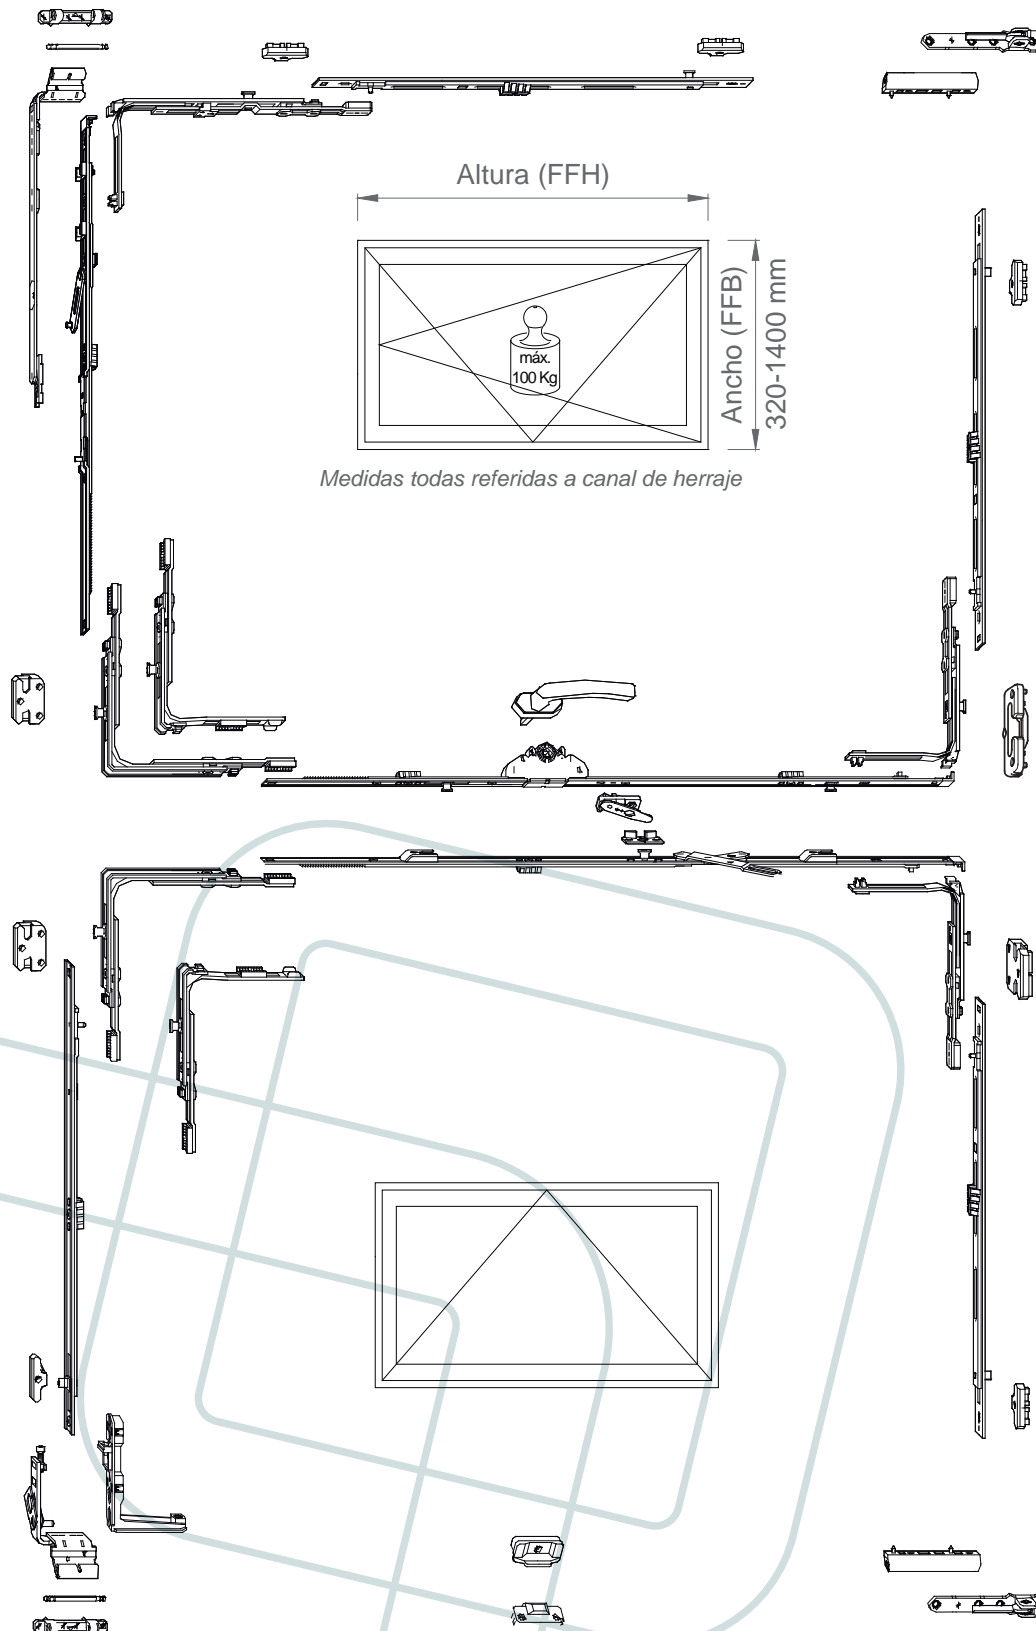 Altura (FFH)
Ancho (FFB)
320-1400 mm
máx.
100 Kg
Medidas todas referidas a canal de herraje